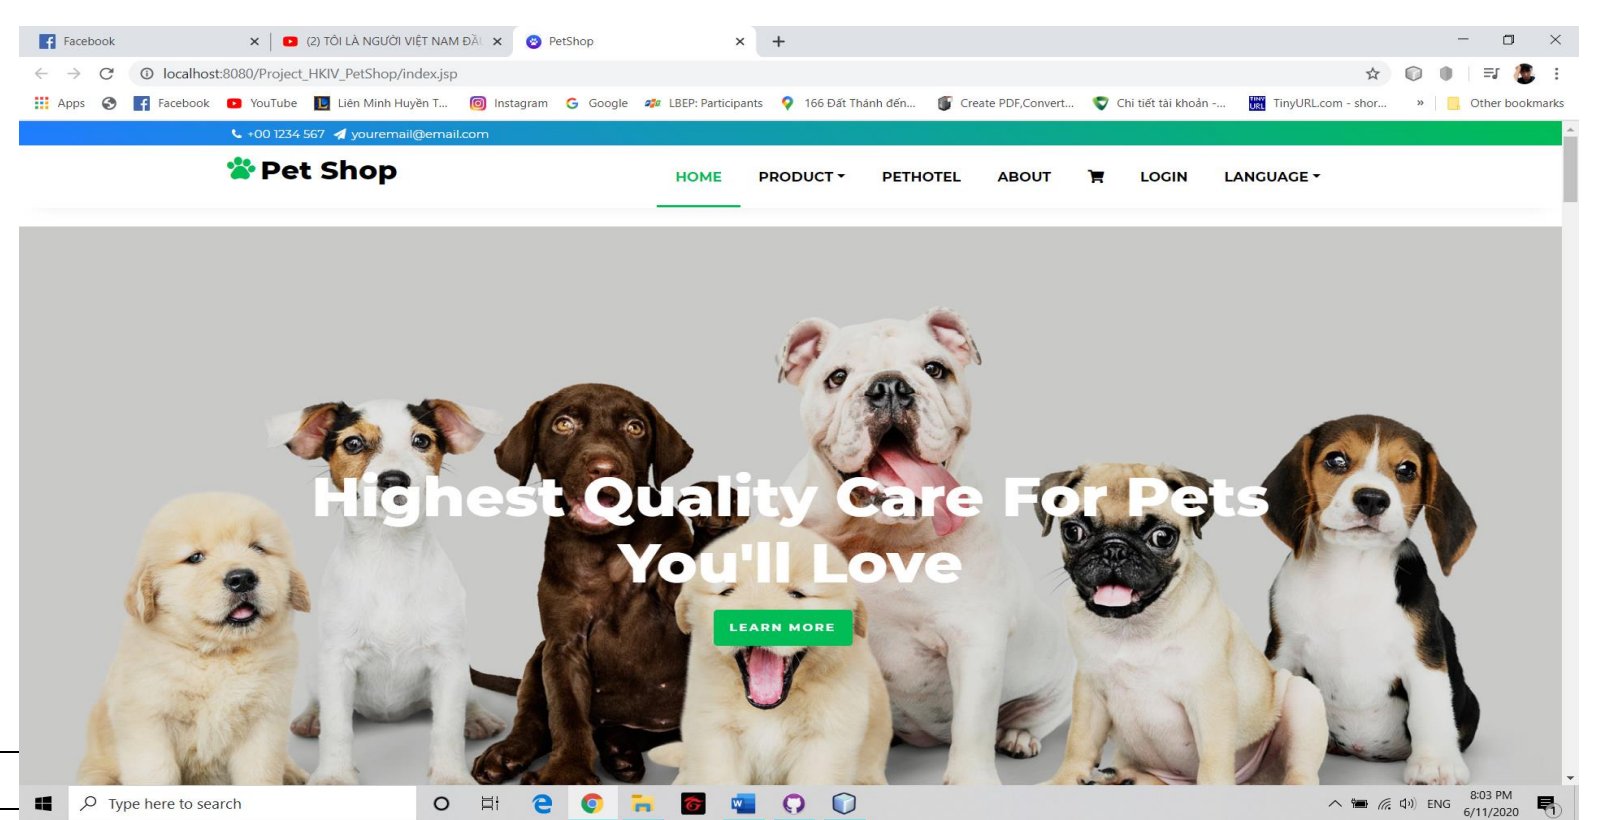 Facebook
(2) TÔI LÀ NGƯỜI VIỆT NAM
PetShop
localhost:8080/Project_HKIV_PetShop/index.jsp
Apps
Facebook
YouTube
Liên Minh Huyền T...
Instagram
Google
LBEP: Participants
166 Đất Thánh đến...
Create PDF,Convert...
Chi tiết tài khoản -...
TINY URL
TinyURL.com - shor...
»
Other bookmarks
+00 1234 567 youremail@email.com
Pet Shop
HOME
PRODUCT
PETHOTEL
ABOUT
LOGIN
LANGUAGE
Highest Quality Care For Pets
You'll Love
LEARN MORE
Type here to search
ENG
8:03 PM
6/11/2020
1